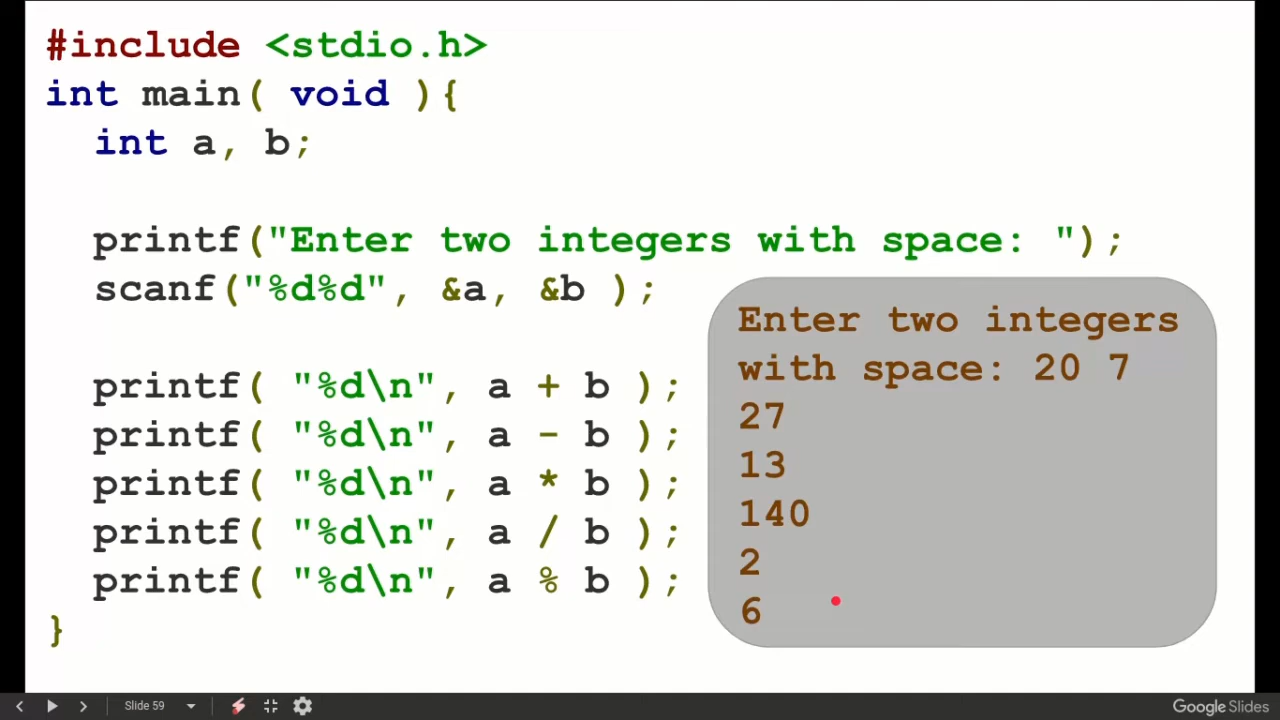 #include <stdio.h>
int main( void ){
int a, b;
printf("Enter two integers with space: ");
scanf("%d%d", &a, &b );
printf( "%d\n", a + b );
printf( "%d\n", a - b );
printf( "%d\n", a * b );
printf( "%d\n", a / b );
printf( "%d\n", a % b );
}
Enter two integers
with space: 20 7
27
13
140
2
6
Slide 59
Google Slides